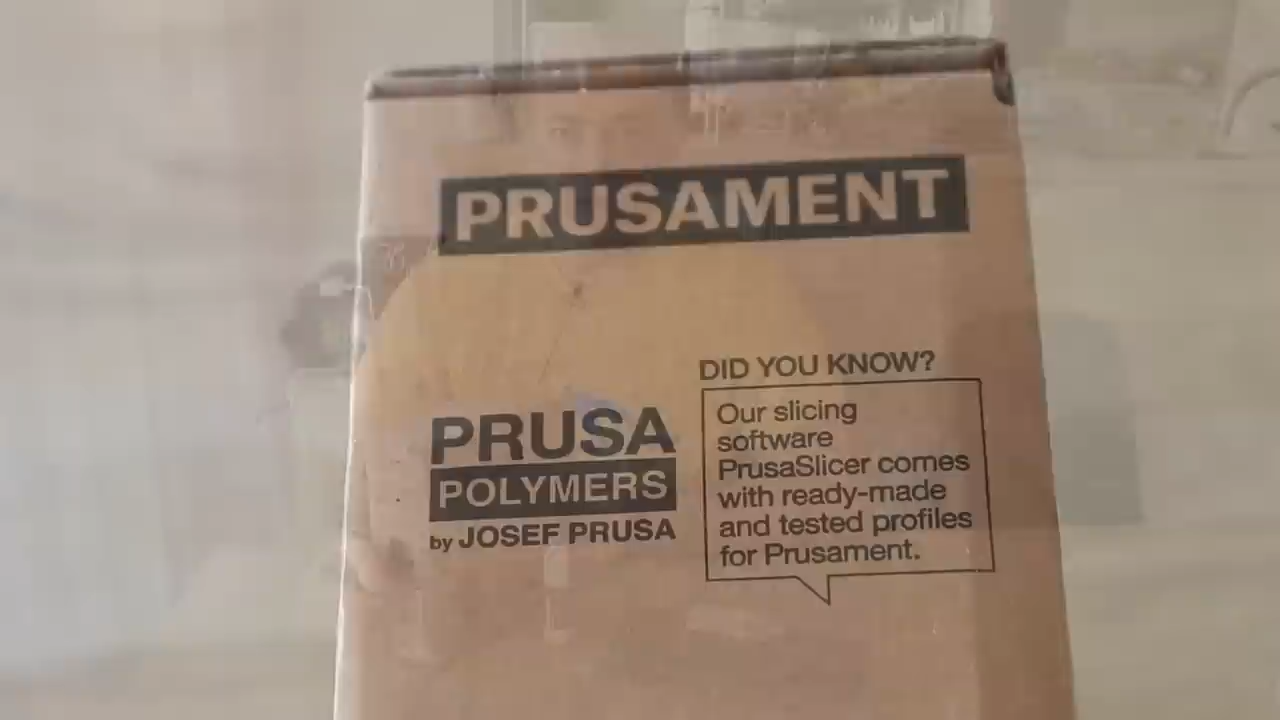 PRUSAMENT
PRUSA
POLYMERS
by JOSEF PRUSA
DID YOU KNOW?
Our slicing
software
PrusaSlicer comes
with ready-made
and tested profiles
for Prusament.